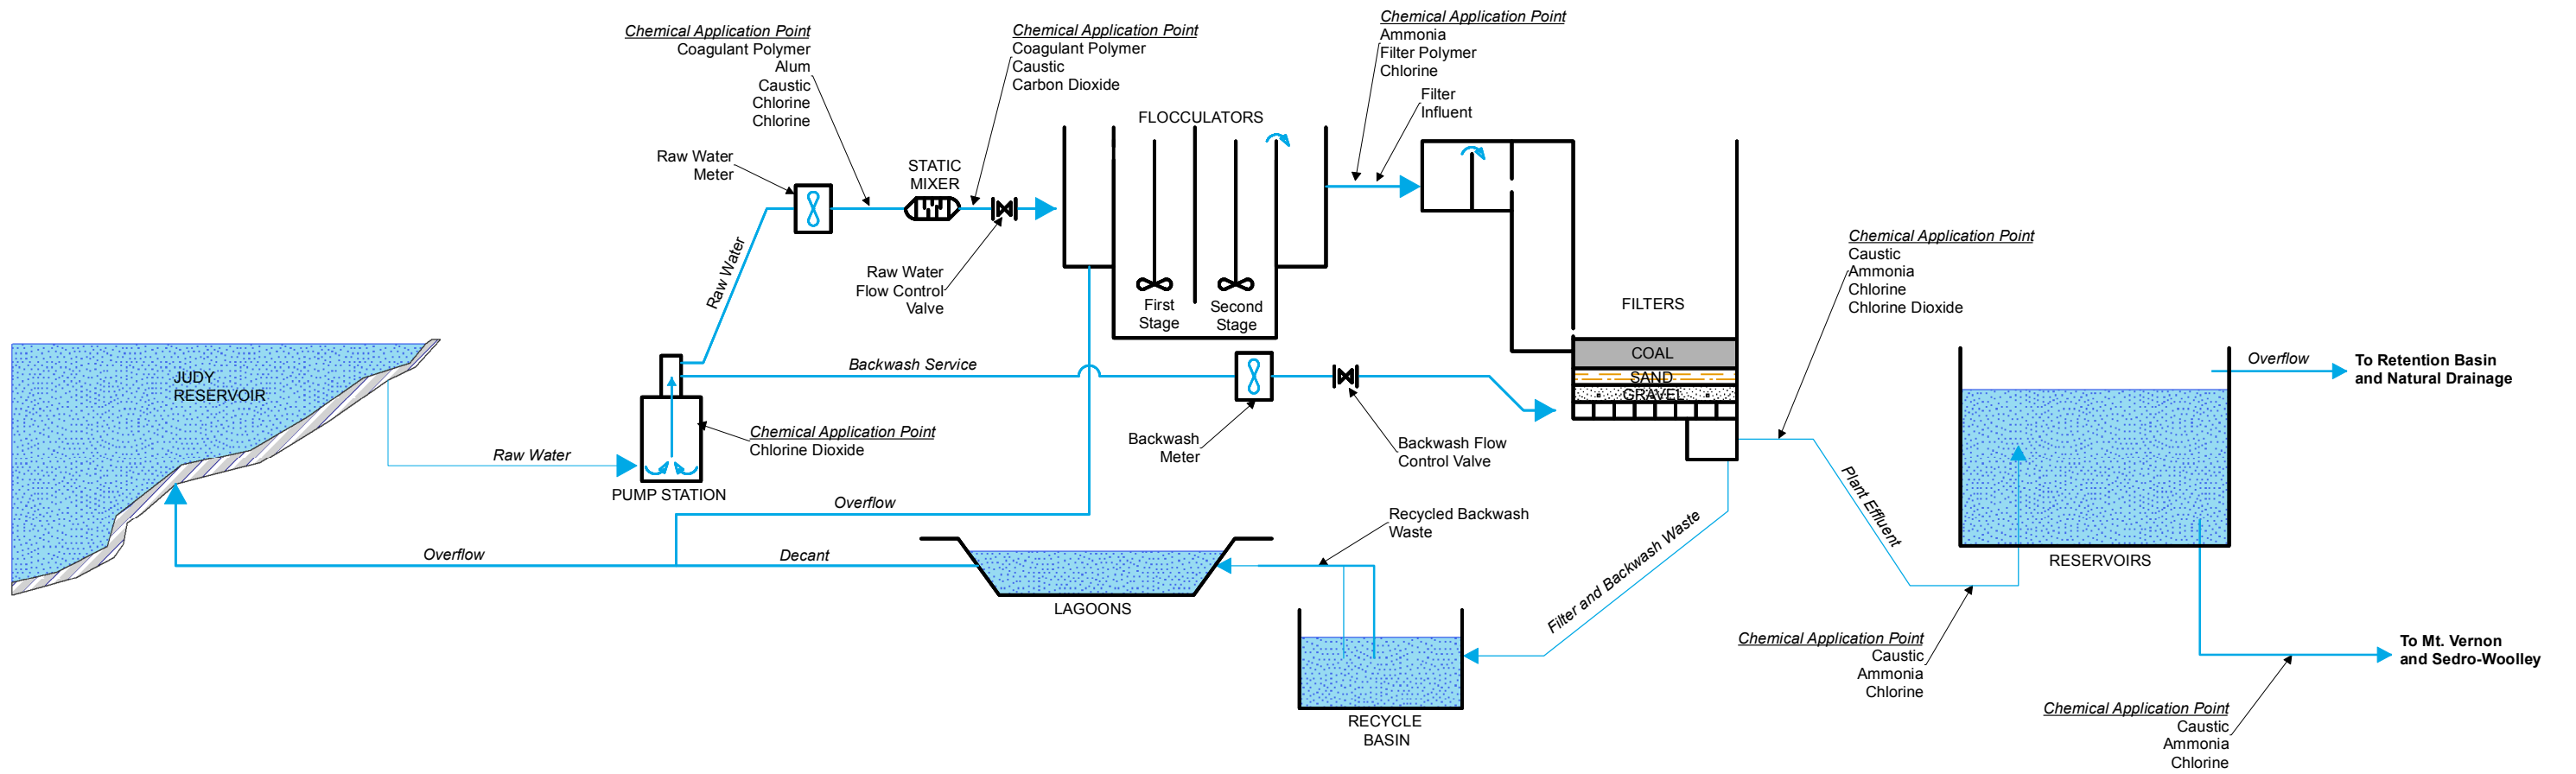 Chemical Application Point
Coagulant Polymer
Alum
Caustic
Chlorine
Chlorine
Chemical Application Point
Coagulant Polymer
Caustic
Carbon Dioxide
Chemical Application Point
Ammonia
Filter Polymer
Chlorine
Filter
Influent
FLOCCULATORS
Raw Water
Meter
STATIC
MIXER
Raw Water
Raw Water
Flow Control
Valve
First
Stage
Second
Stage
FILTERS
COAL
SAND
GRAVEL
Chemical Application Point
Caustic
Ammonia
Chlorine
Chlorine Dioxide
JUDY
RESERVOIR
Backwash Service
Overflow
To Retention Basin
and Natural Drainage
Chemical Application Point
Chlorine Dioxide
Raw Water
PUMP STATION
Backwash
Meter
Backwash Flow
Control Valve
Plant Effluent
Overflow
Recycled Backwash
Waste
Overflow
Decant
LAGOONS
Filter and Backwash Waste
RESERVOIRS
RECYCLE
BASIN
Chemical Application Point
Caustic
Ammonia
Chlorine
To Mt. Vernon
and Sedro-Woolley
Chemical Application Point
Caustic
Ammonia
Chlorine